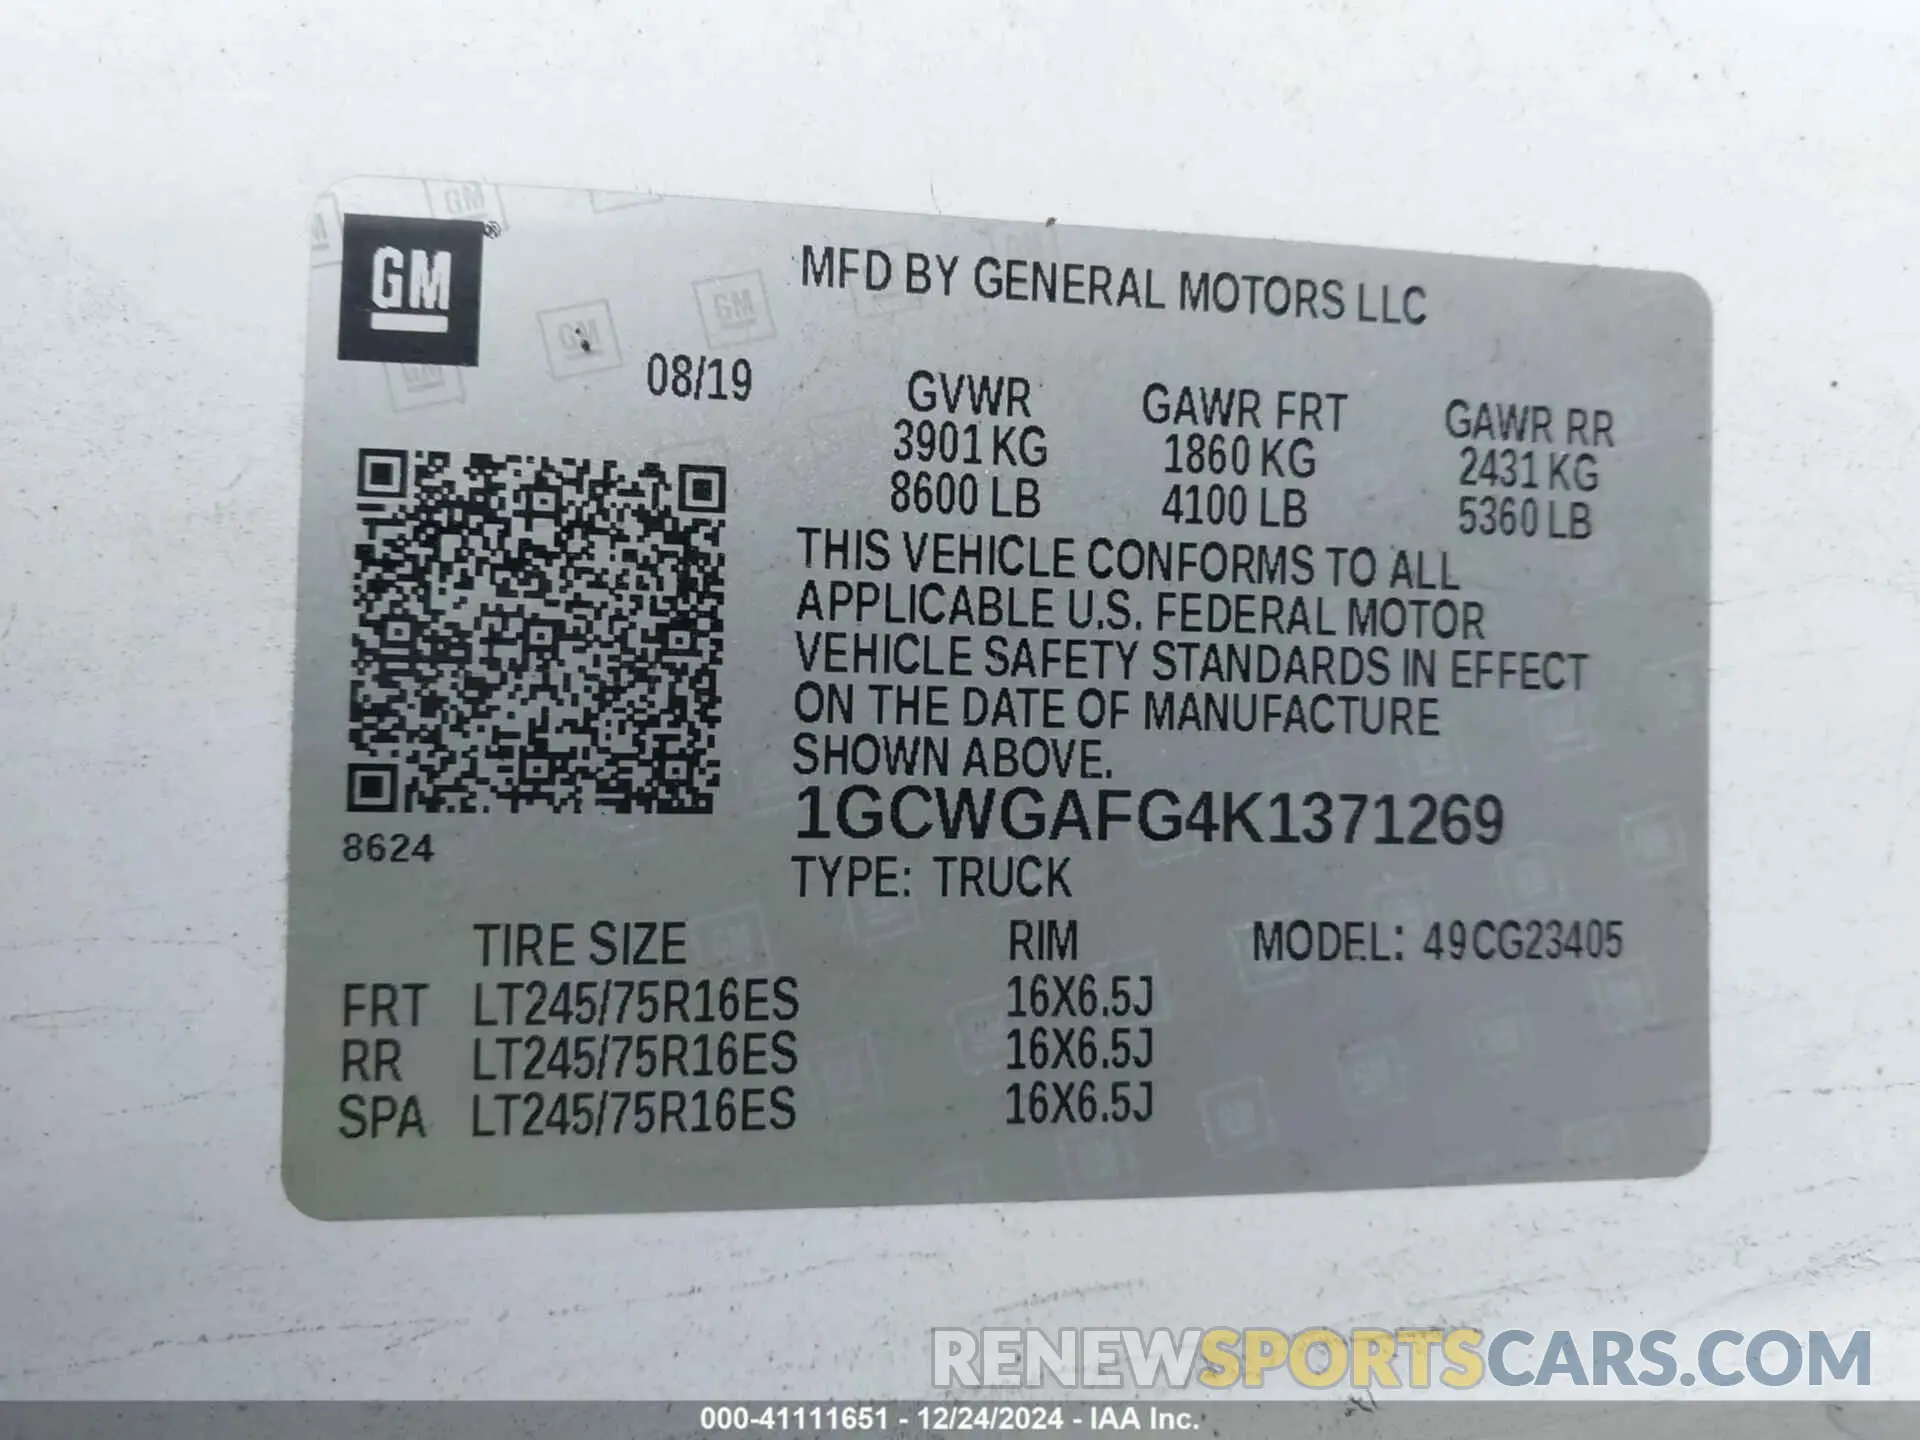 GM®
MFD BY GENERAL MOTORS LLC
08/19
GVWR GAWR FRT GAWR RR
3901 KG 1860 KG 2431 KG
8600 LB 4100 LB 5360 LB
THIS VEHICLE CONFORMS TO ALL
APPLICABLE U.S. FEDERAL MOTOR
VEHICLE SAFETY STANDARDS IN EFFECT
ON THE DATE OF MANUFACTURE
SHOWN ABOVE.
1GCWGAFG4K1371269
8624
TYPE: TRUCK
TIRE SIZE RIM MODEL: 49CG23405
FRT LT245/75R16ES 16X6.5J
RR LT245/75R16ES 16X6.5J
SPA LT245/75R16ES 16X6.5J
RENEWSPORTSCARS.COM
000-41111651 - 12/24/2024 - IAA Inc.